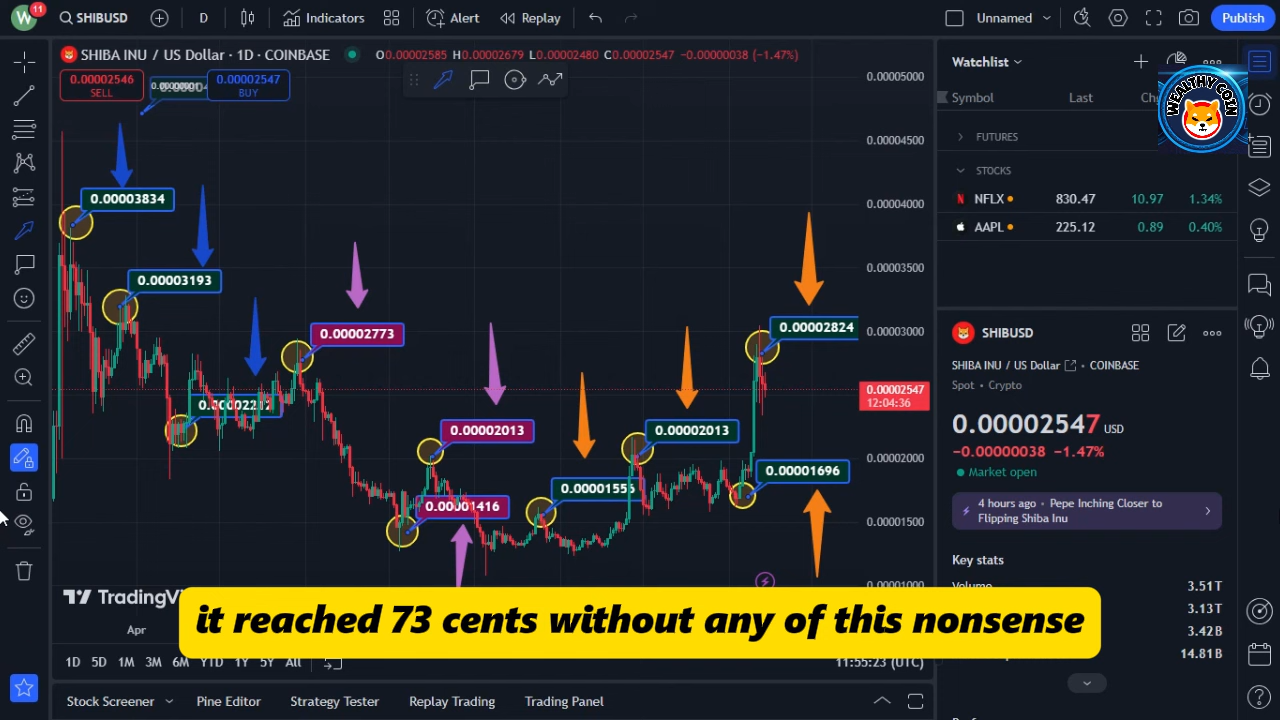 W
11
SHIBUSD
D
Indicators
Alert
Replay
Unnamed
Publish
SHIBA INU / US Dollar · 1D · COINBASE
O0.00002585 H0.00002679 L0.00002480 C0.00002547 −0.00000038 (−1.47%)
0.00002546
SELL
0.00002547
BUY
0.00003834
0.00003193
0.00002773
0.00002013
0.00001416
0.00001556
0.00002013
0.00002824
0.00001696
0.00005000
0.00004500
0.00004000
0.00003500
0.00003000
0.00002547
12:04:36
0.00002000
0.00001500
0.00001000
Watchlist
Symbol Last
WEALTHY COIN
FUTURES
STOCKS
NFLX 830.47 10.97 1.34%
AAPL 225.12 0.89 0.40%
SHIBUSD
SHIBA INU / US Dollar · COINBASE
Spot · Crypto
0.00002547 USD
−0.00000038 −1.47%
Market open
4 hours ago · Pepe Inching Closer to
Flipping Shiba Inu
Key stats
Volume 3.51T
3.13T
3.42B
14.81B
it reached 73 cents without any of this nonsense
Apr
1D 5D 1M 3M 6M YTD 1Y 5Y All
11:55:23 (UTC)
Stock Screener Pine Editor Strategy Tester Replay Trading Trading Panel